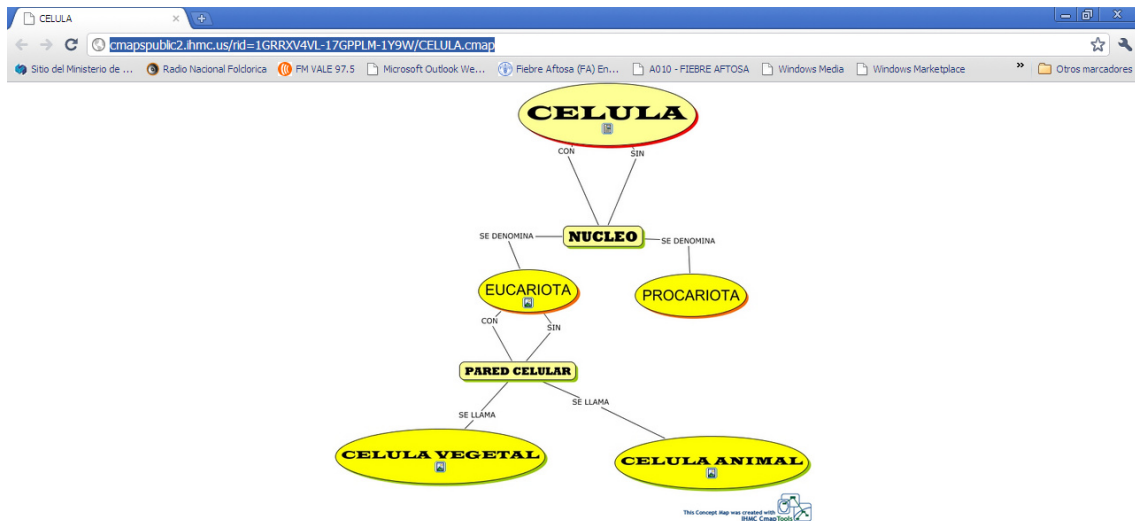 CELULA
cmapspublic2.ihmc.us/rid=1GRRXV4VL-17GPPLM-1Y9W/CELULA.cmap
Sitio del Ministerio de ... Radio Nacional Folclorica FM VALE 97.5 Microsoft Outlook We... Fiebre Aftosa (FA) En... A010 - FIEBRE AFTOSA Windows Media Windows Marketplace » Otros marcadores
CELULA
CON SIN
SE DENOMINA NUCLEO SE DENOMINA
EUCARIOTA PROCARIOTA
CON SIN
PARED CELULAR
SE LLAMA SE LLAMA
CELULA VEGETAL CELULA ANIMAL
This Concept Map was created with
IHMC CmapTools